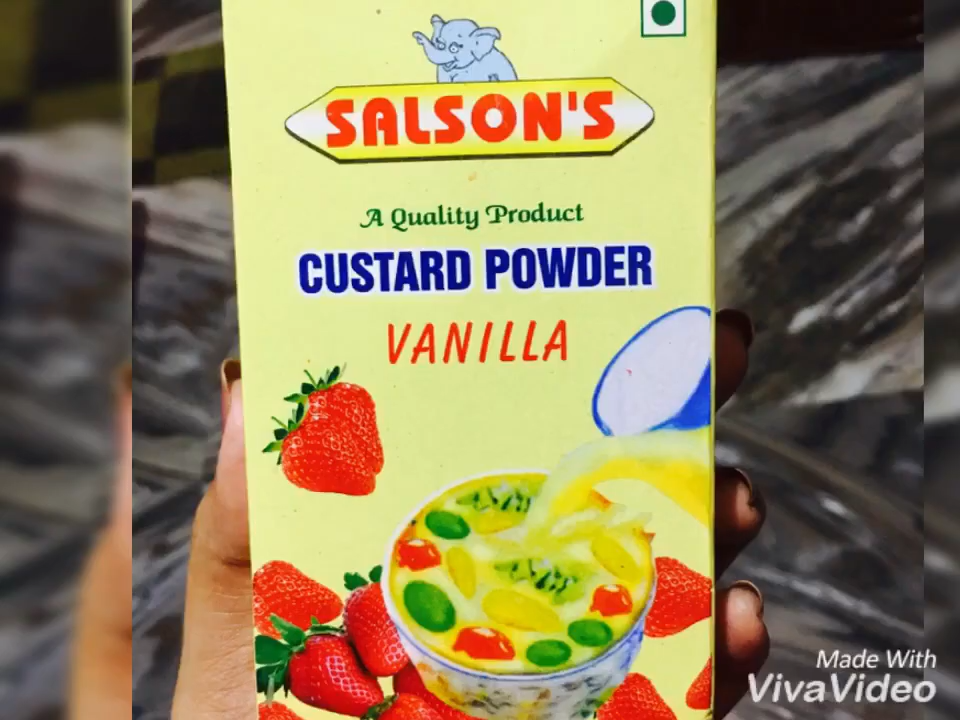 SALSON'S
A Quality Product
CUSTARD POWDER
VANILLA
Made With
VivaVideo